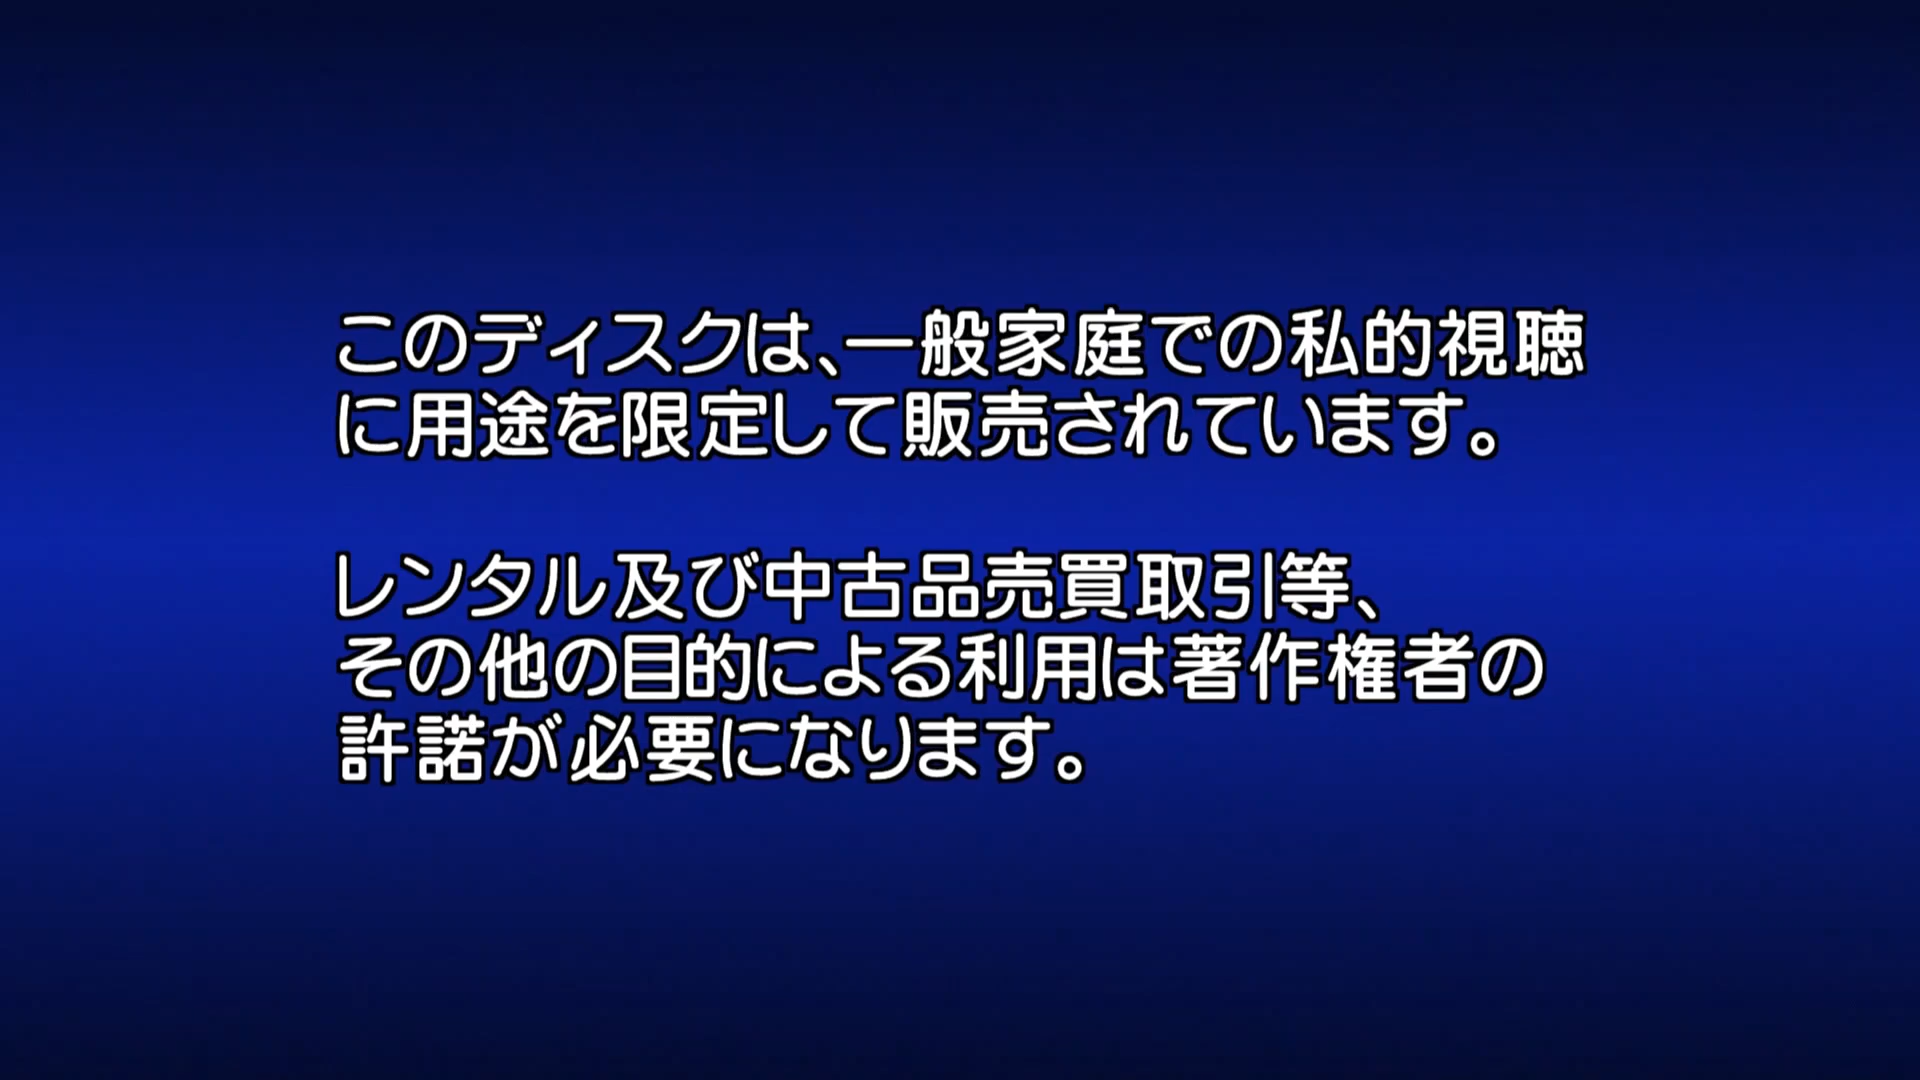 このディスクは、一般家庭での私的視聴
に用途を限定して販売されています。
レンタル及び中古品売買取引等、
その他の目的による利用は著作権者の
許諾が必要になります。